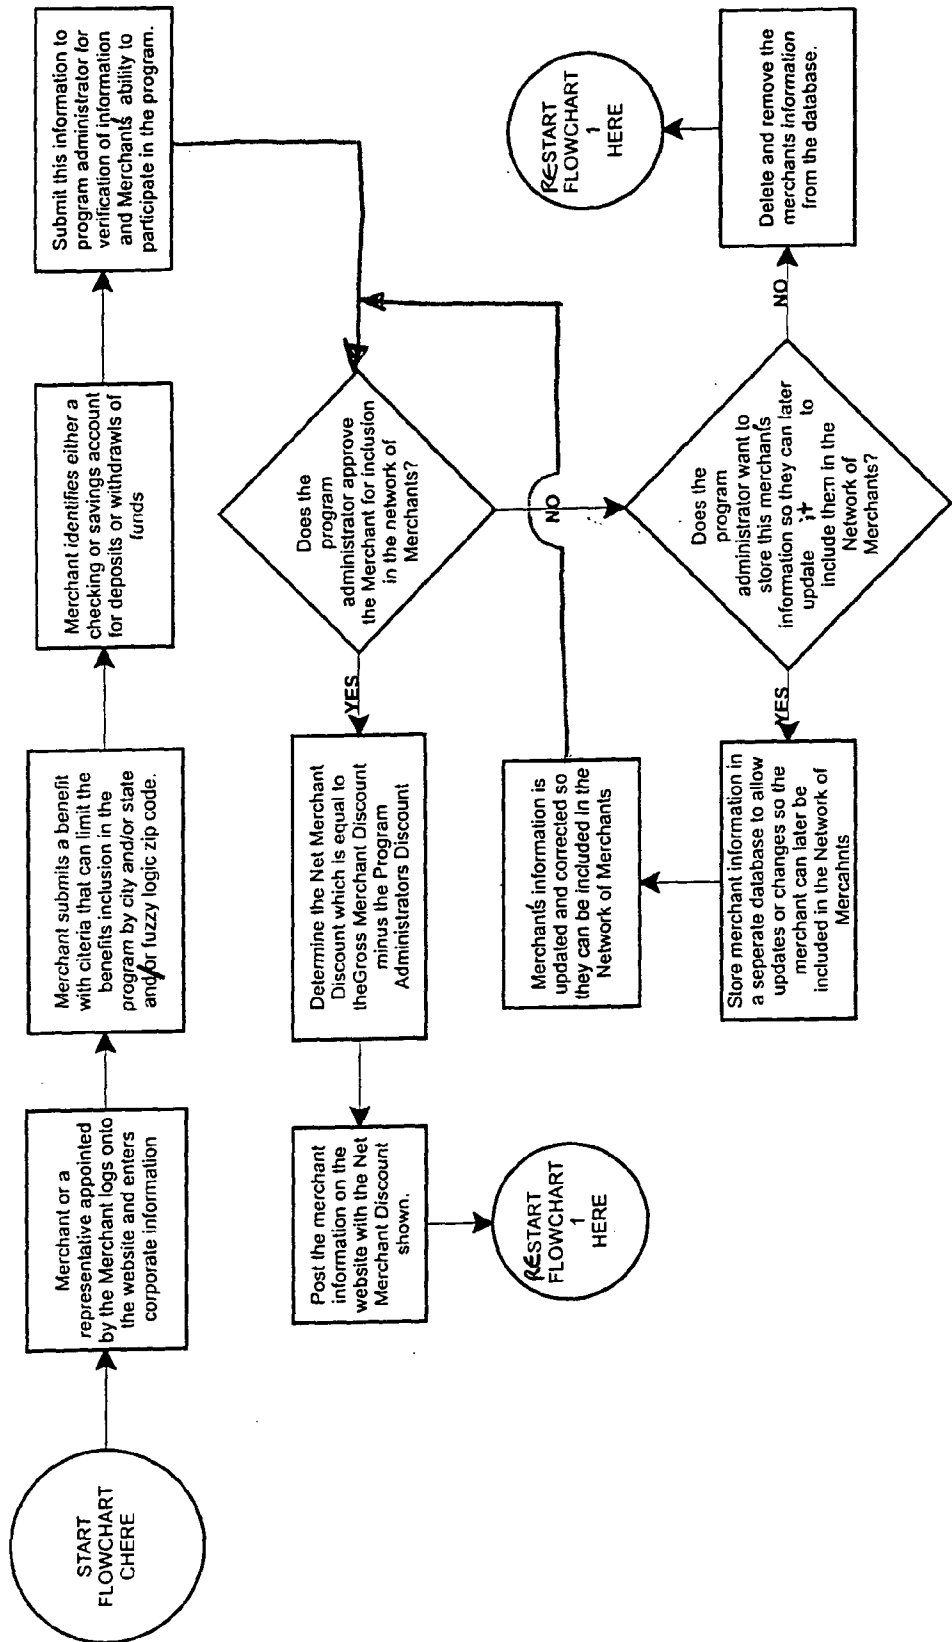 START
FLOWCHART
CHERE
Merchant or a
representative appointed
by the Merchant logs onto
the website and enters
corporate information
Merchant submits a benefit
with citeria that can limit the
benefits inclusion in the
program by city and/or state
and/or fuzzy logic zip code.
Merchant identifies either a
checking or savings account
for deposits or withdrawls of
funds
Submit this information to
program administrator for
verification of information
and Merchant's ability to
participate in the program.
Does the
program
administrator approve
the Merchant for inclusion
in the network of
Merchants?
YES
NO
Determine the Net Merchant
Discount which is equal to
theGross Merchant Discount
minus the Program
Administrators Discount
Post the merchant
information on the
website with the Net
Merchant Discount
shown.
RESTART
FLOWCHART
1
HERE
Does the
program
administrator want to
store this merchant's
information so they can later
update it to
include them in the
Network of
Merchants?
YES
NO
Store merchant information in
a seperate database to allow
updates or changes so the
merchant can later be
included in the Network of
Mercahnts
Merchant's information is
updated and corrected so
they can be included in the
Network of Merchants
Delete and remove the
merchants information
from the database.
RESTART
FLOWCHART
1
HERE